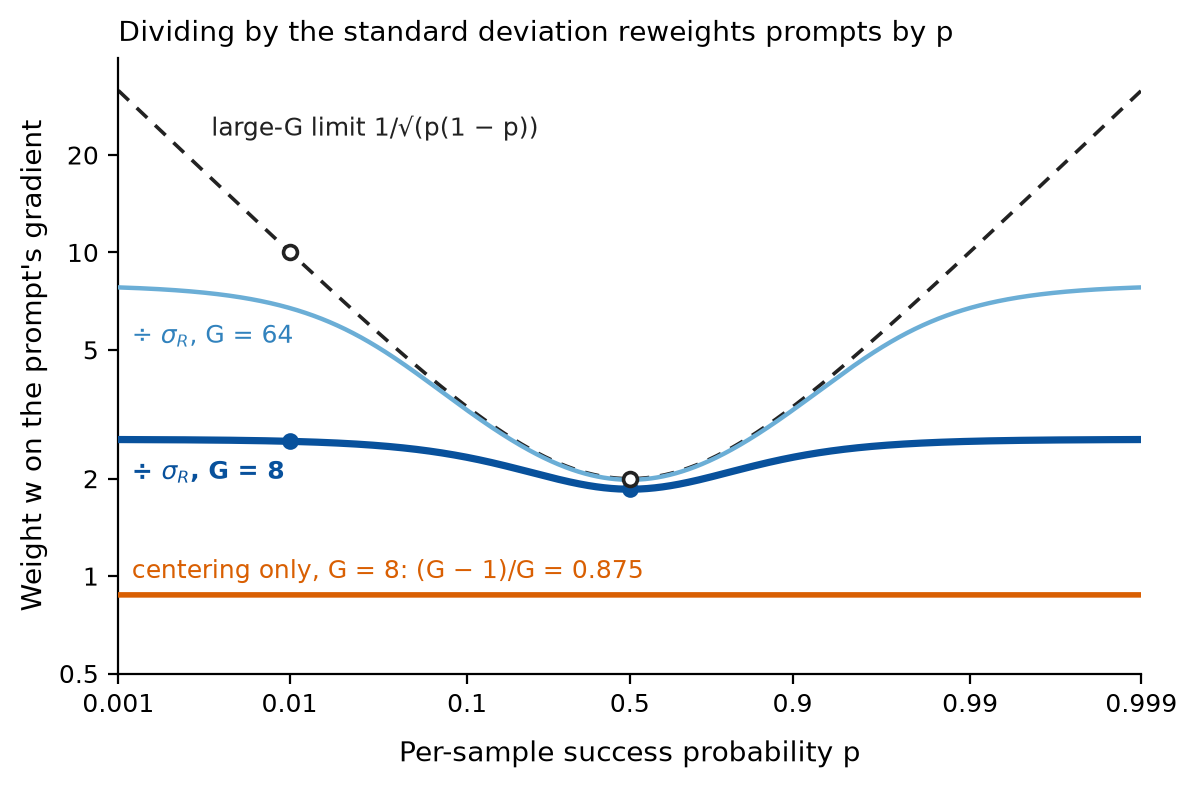 Dividing by the standard deviation reweights prompts by p
Weight w on the prompt's gradient
20
10
5
2
1
0.5
large-G limit 1/√(p(1 − p))
÷ σ_R, G = 64
÷ σ_R, G = 8
centering only, G = 8: (G − 1)/G = 0.875
0.001 0.01 0.1 0.5 0.9 0.99 0.999
Per-sample success probability p